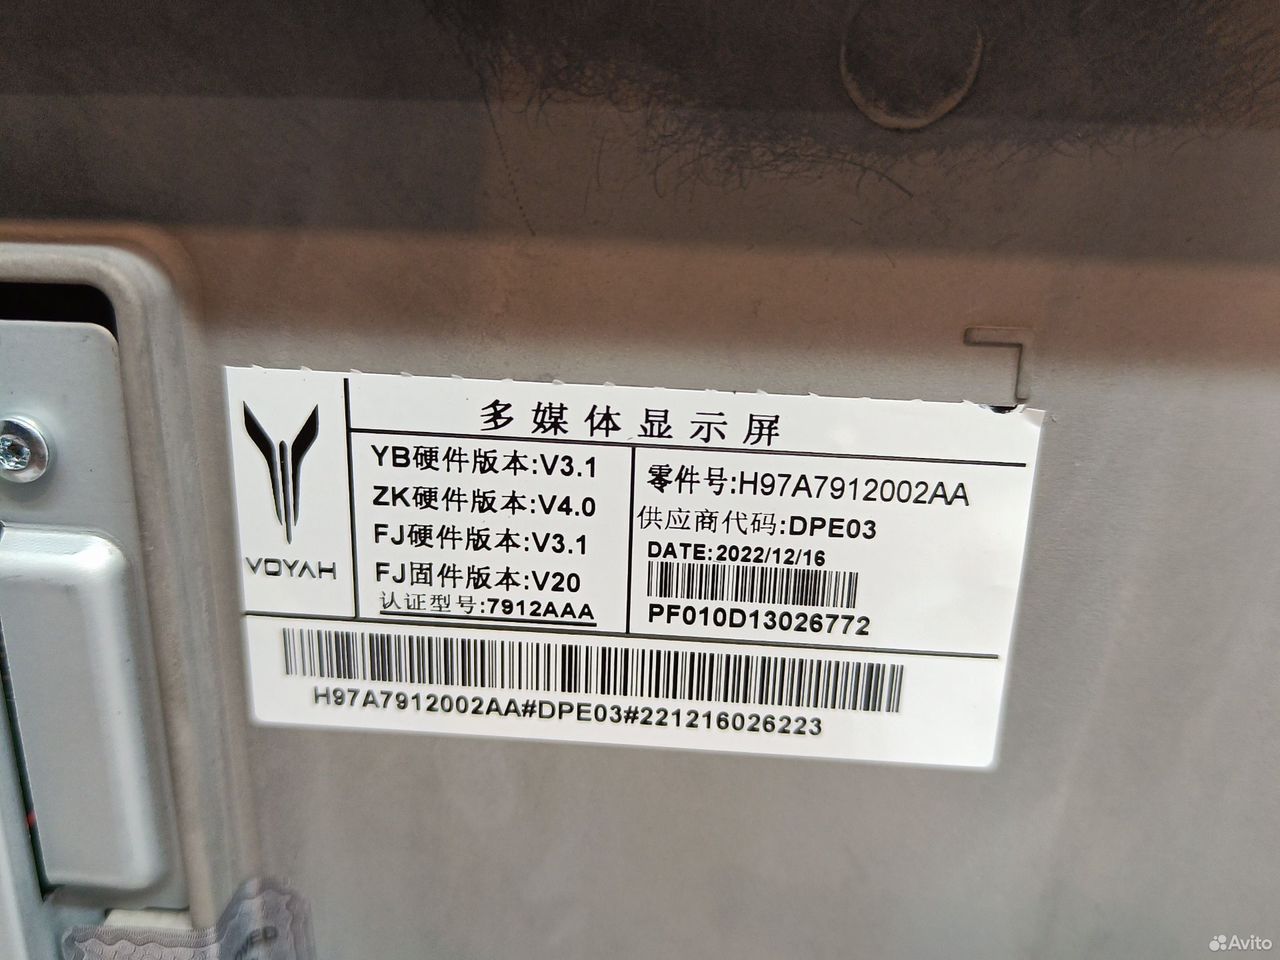 多媒体显示屏
VOYAH
YB硬件版本:V3.1
ZK硬件版本:V4.0
FJ硬件版本:V3.1
FJ固件版本:V20
认证型号:7912AAA
零件号:H97A7912002AA
供应商代码:DPE03
DATE:2022/12/16
PF010D13026772
H97A7912002AA#DPE03#221216026223
Avito